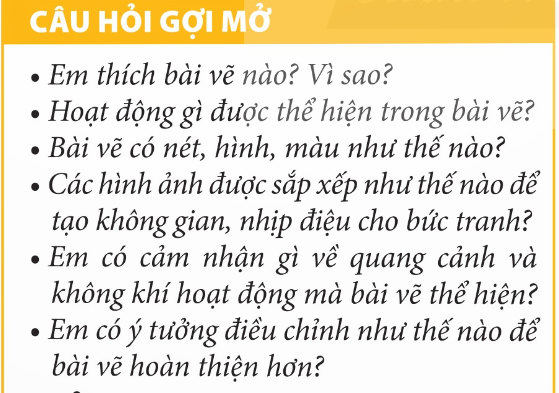 CÂU HỎI GỢI MỞ
• Em thích bài vẽ nào? Vì sao?
• Hoạt động gì được thể hiện trong bài vẽ?
• Bài vẽ có nét, hình, màu như thế nào?
• Các hình ảnh được sắp xếp như thế nào để
tạo không gian, nhịp điệu cho bức tranh?
• Em có cảm nhận gì về quang cảnh và
không khí hoạt động mà bài vẽ thể hiện?
• Em có ý tưởng điều chỉnh như thế nào để
bài vẽ hoàn thiện hơn?